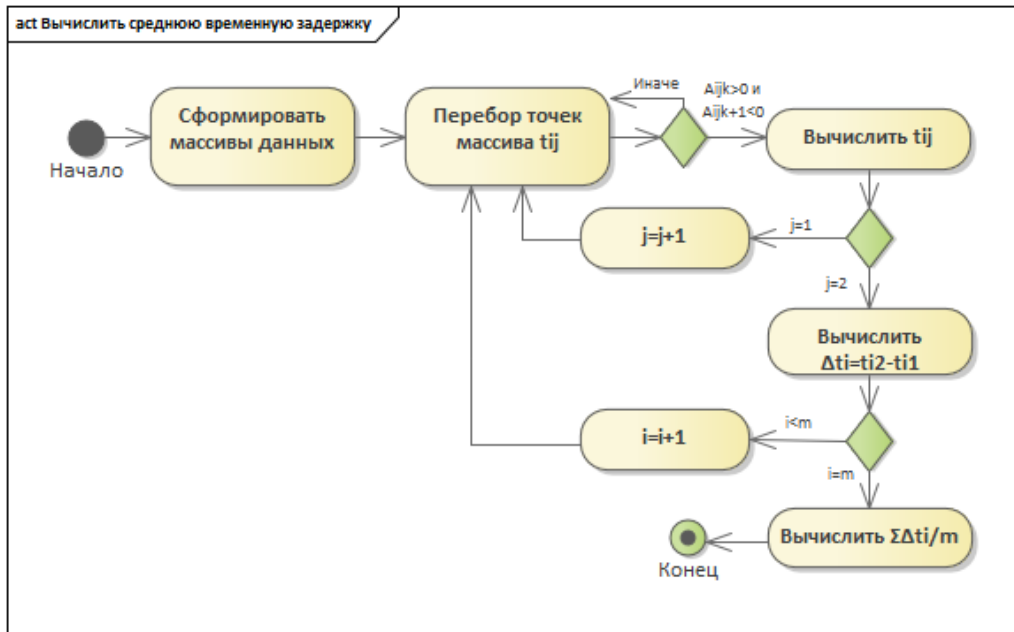 act Вычислить среднюю временную задержку
Начало
Сформировать
массивы данных
Перебор точек
массива tij
Иначе
Aijk>0 и
Aijk+1<0
Вычислить tij
j=1
j=j+1
j=2
Вычислить
Δti=ti2-ti1
i<m
i=i+1
i=m
Вычислить ΣΔti/m
Конец